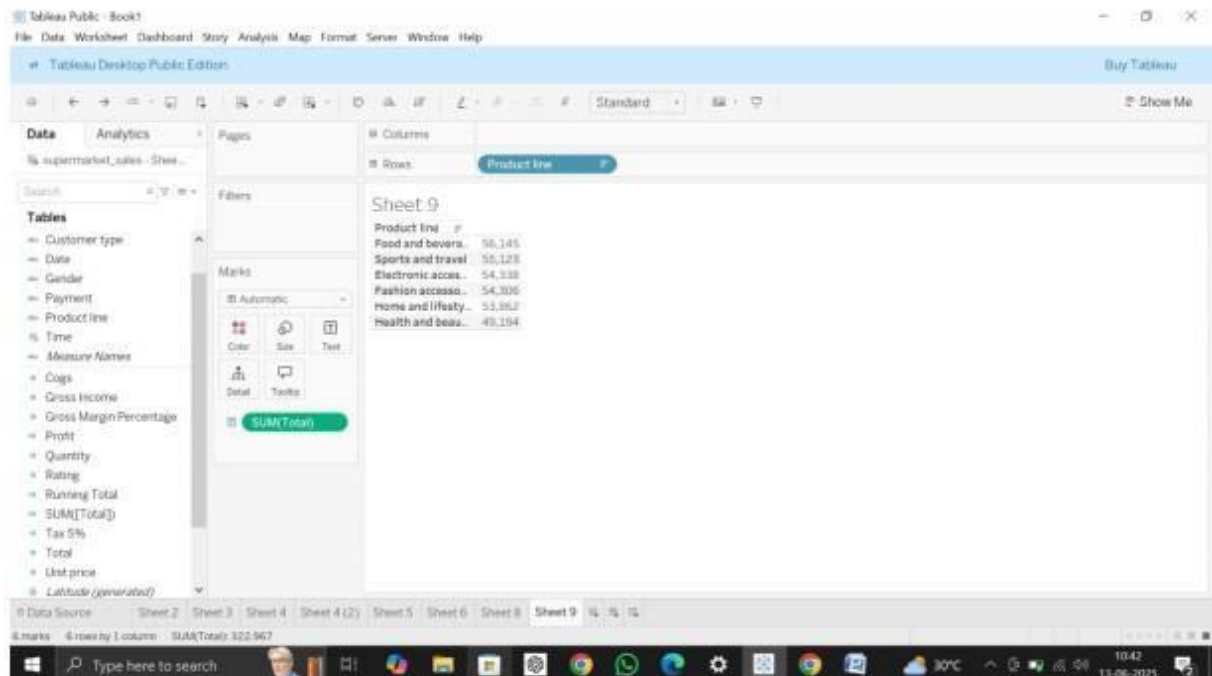 Tableau Public - Book1
File Data Worksheet Dashboard Story Analysis Map Format Server Window Help
Tableau Desktop Public Edition Buy Tableau
Standard Show Me
Data Analytics Pages Columns
supermarket_sales - Shee... Rows Product line
Search Filters
Sheet 9
Tables
Product line
Customer type Food and bevera.. 56,145
Date Sports and travel 55,123
Gender Marks Electronic acces.. 54,338
Payment Automatic Fashion accesso.. 54,306
Product line Home and lifesty.. 53,862
Time Health and beau.. 49,194
Measure Names Color Size Text
Cogs
Gross Income Detail Tooltip
Gross Margin Percentage SUM(Total)
Profit
Quantity
Rating
Running Total
SUM([Total])
Tax 5%
Total
Unit price
Latitude (generated)
Data Source Sheet 2 Sheet 3 Sheet 4 Sheet 4 (2) Sheet 5 Sheet 6 Sheet 8 Sheet 9
6 marks 6 rows by 1 column SUM(Total): 322,967
Type here to search 30°C 10:42
13-06-2025